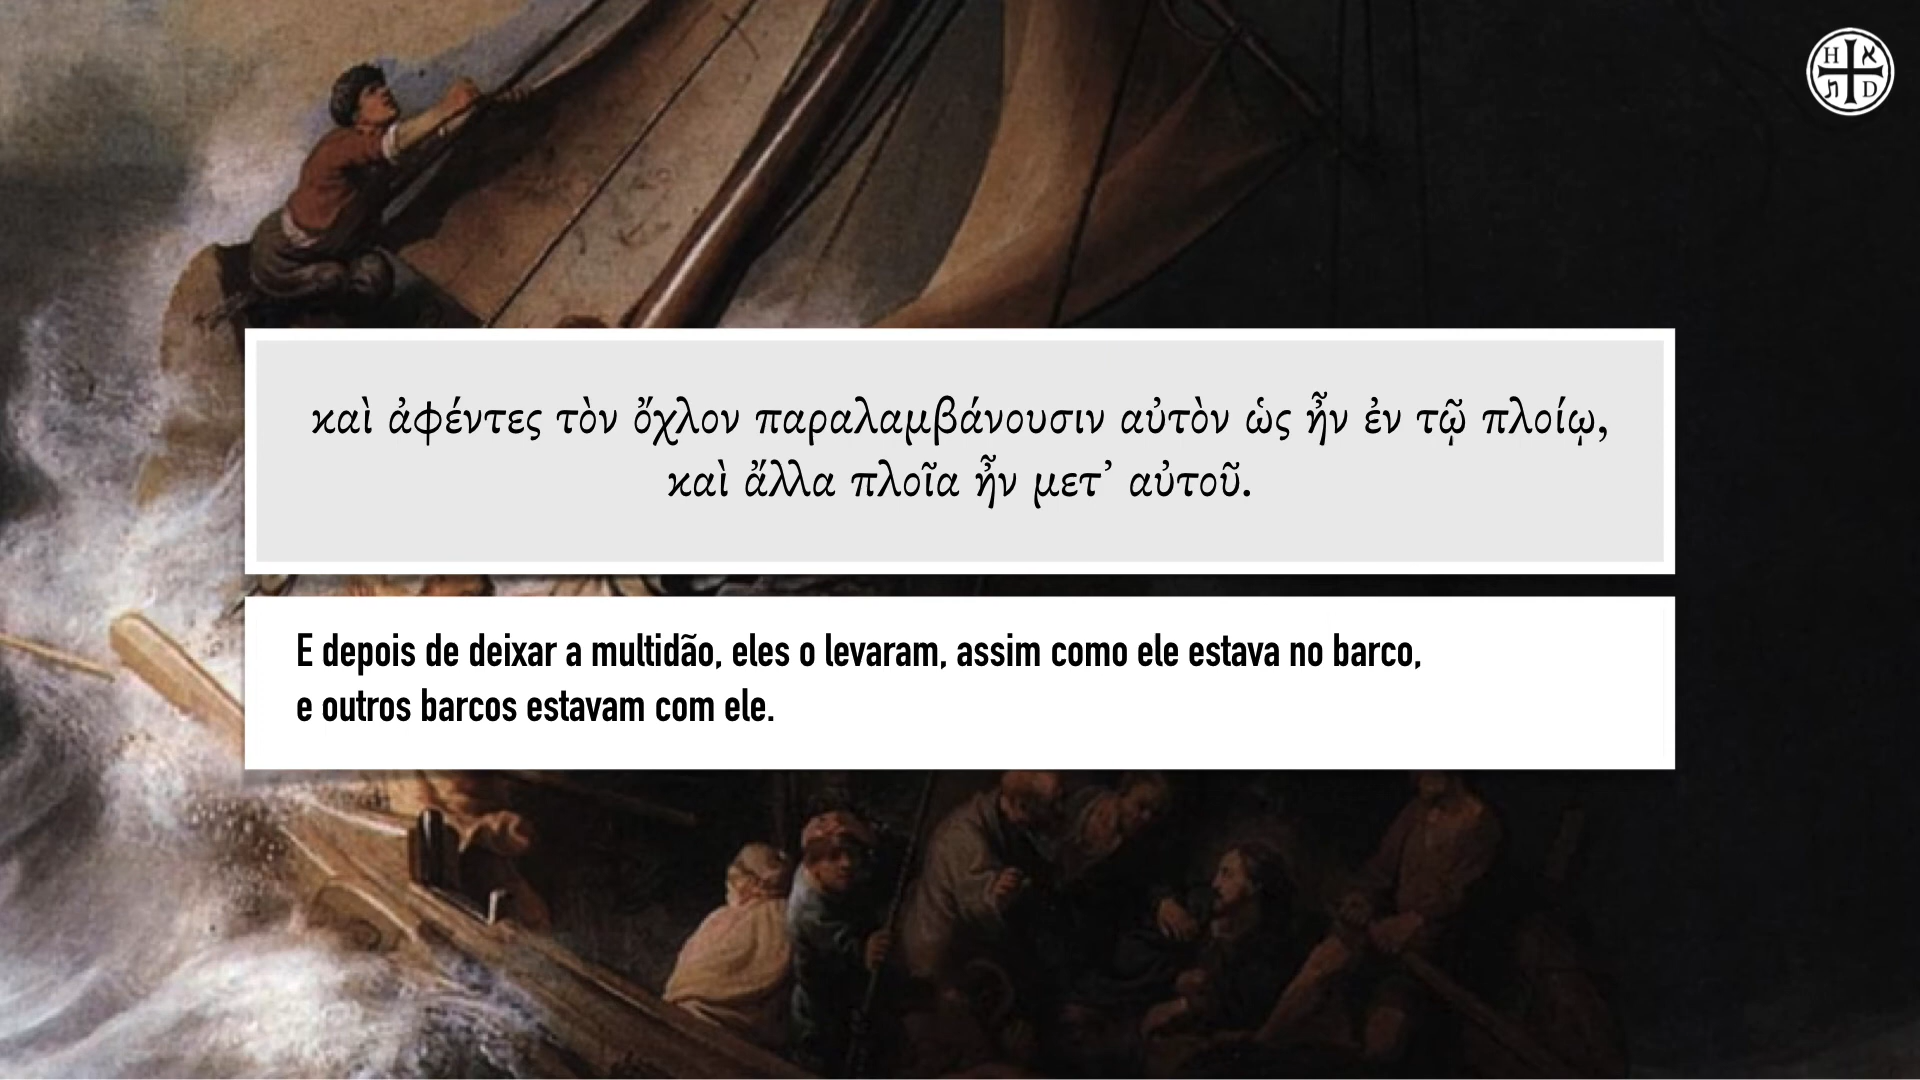 H א
ת D
καὶ ἀφέντες τὸν ὄχλον παραλαμβάνουσιν αὐτὸν ὡς ἦν ἐν τῷ πλοίῳ,
καὶ ἄλλα πλοῖα ἦν μετ’ αὐτοῦ.
E depois de deixar a multidão, eles o levaram, assim como ele estava no barco,
e outros barcos estavam com ele.